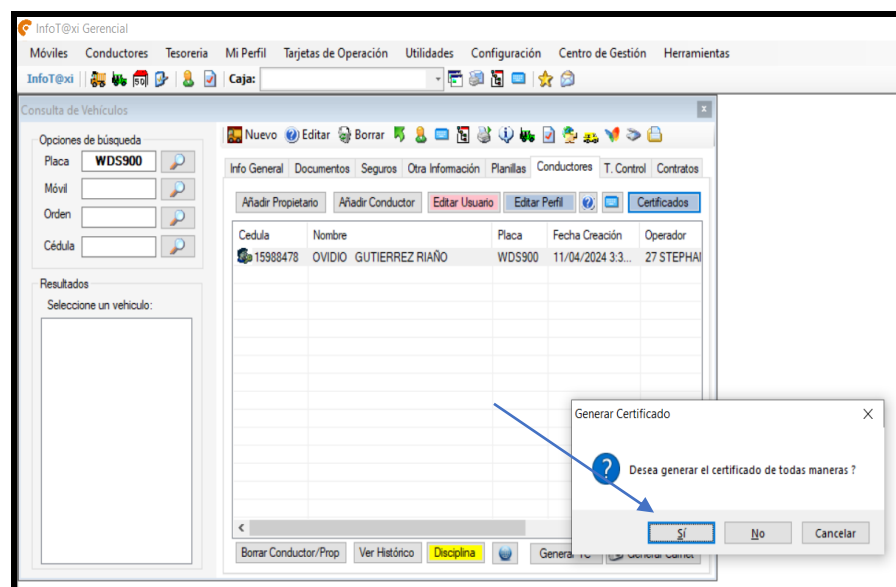 InfoT@xi Gerencial
Móviles Conductores Tesoreria Mi Perfil Tarjetas de Operación Utilidades Configuración Centro de Gestión Herramientas
InfoT@xi Caja:
Consulta de Vehículos
Opciones de búsqueda
Placa WDS900
Móvil
Orden
Cédula
Resultados
Seleccione un vehiculo:
Nuevo Editar Borrar
Info General Documentos Seguros Otra Información Planillas Conductores T. Control Contratos
Añadir Propietario Añadir Conductor Editar Usuario Editar Perfil Certificados
Cedula Nombre Placa Fecha Creación Operador
15988478 OVIDIO GUTIERREZ RIAÑO WDS900 11/04/2024 3:3... 27 STEPHAI
Generar Certificado
Desea generar el certificado de todas maneras ?
Sí No Cancelar
Borrar Conductor/Prop Ver Histórico Disciplina Generar TC Generar Carnet